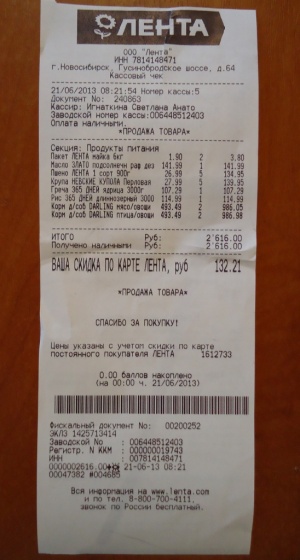 ЛЕНТА
ООО "Лента"
ИНН 7814148471
г.Новосибирск, Гусинобродское шоссе, д.64
Кассовый чек
21/06/2013 08:21:54 Номер кассы:5
Документ No: 240863
Кассир: Игнаткина Светлана Анато
Заводской номер кассы:006448512403
Оплата наличными.
*ПРОДАЖА ТОВАРА*
Секция: Продукты питания
Пакет ЛЕНТА майка 6кг 1.90 2 3.80
Масло ЗЛАТО подсолнечн раф дез 141.99 1 141.99
Пшено ЛЕНТА 1 сорт 900г 26.99 5 134.95
Крупа НЕВСКИЕ КУПОЛА Перловая 27.99 5 139.95
Греча 365 ДНЕЙ ядрица 3000г 107.29 1 107.29
Рис 365 ДНЕЙ длиннозерный 3000 114.99 1 114.99
Корм д/соб DARLING мясо/овощи 493.49 2 986.05
Корм д/соб DARLING птица/овощи 493.49 2 986.98
ИТОГО Руб: 2'616.00
Получено наличными Руб: 2'616.00
ВАША СКИДКА ПО КАРТЕ ЛЕНТА, руб 132.21
*ПРОДАЖА ТОВАРА*
СПАСИБО ЗА ПОКУПКУ!
Цены указаны с учетом скидки по карте
постоянного покупателя ЛЕНТА 1612733
0.00 баллов накоплено
(на 00:00 ч. 21/06/2013)
Фискальный документ No: 00200252
ЭКЛЗ 1425713414
Заводской No : 006448512403
Регистр. N ККМ : 000000019743
ИНН : 007814148471
0000002616.00 21-06-13 08:21
00047382 #004685
Вся информация на www.lenta.com
и по тел. 8-800-700-4111.
звонок по России бесплатный.